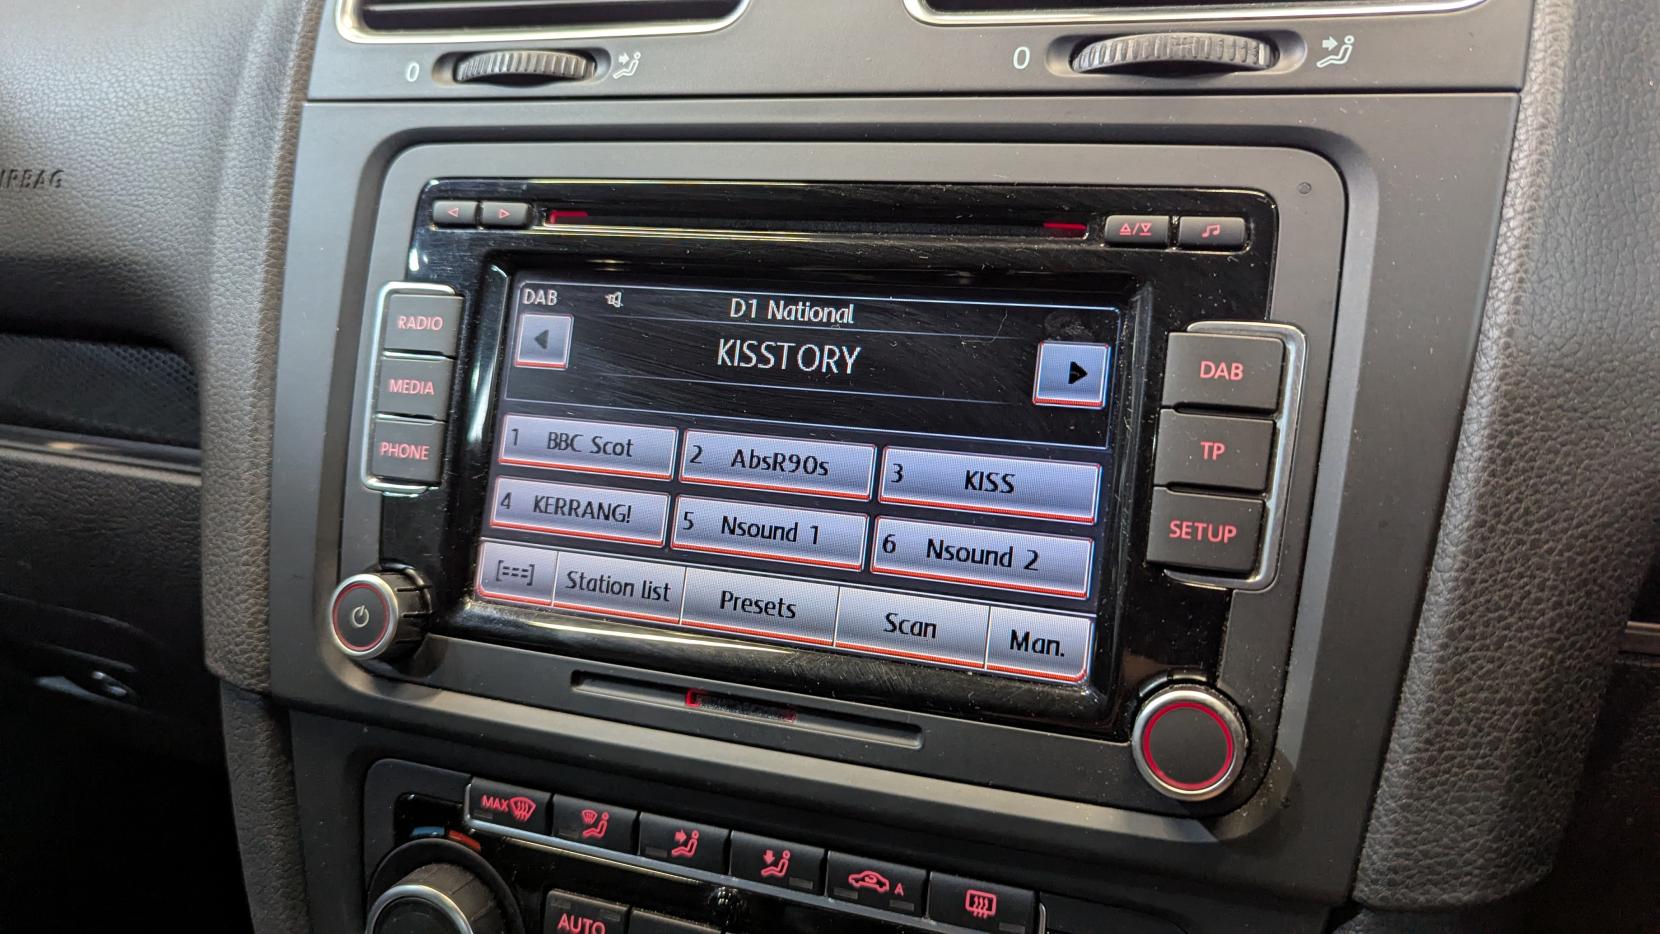 0
0
RBAG
RADIO
MEDIA
PHONE
DAB
D1 National
KISSTORY
1 BBC Scot
2 AbsR90s
3 KISS
4 KERRANG!
5 Nsound 1
6 Nsound 2
[===]
Station list
Presets
Scan
Man.
DAB
TP
SETUP
MAX
A
AUTO